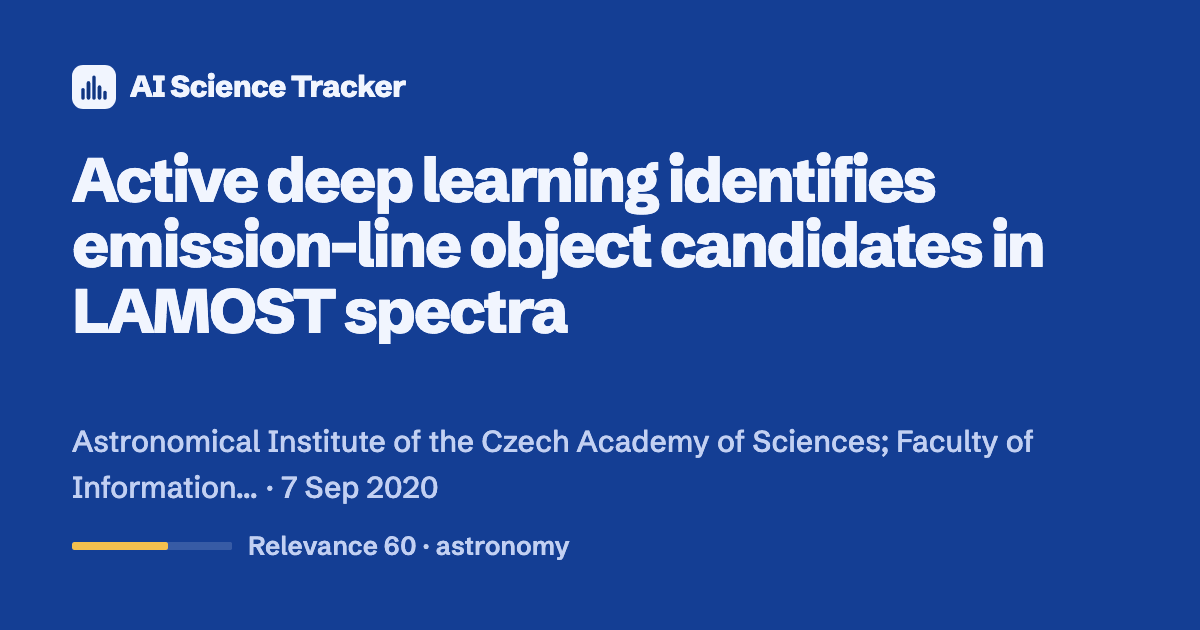 AI Science Tracker
Active deep learning identifies
emission-line object candidates in
LAMOST spectra
Astronomical Institute of the Czech Academy of Sciences; Faculty of
Information... · 7 Sep 2020
Relevance 60 · astronomy